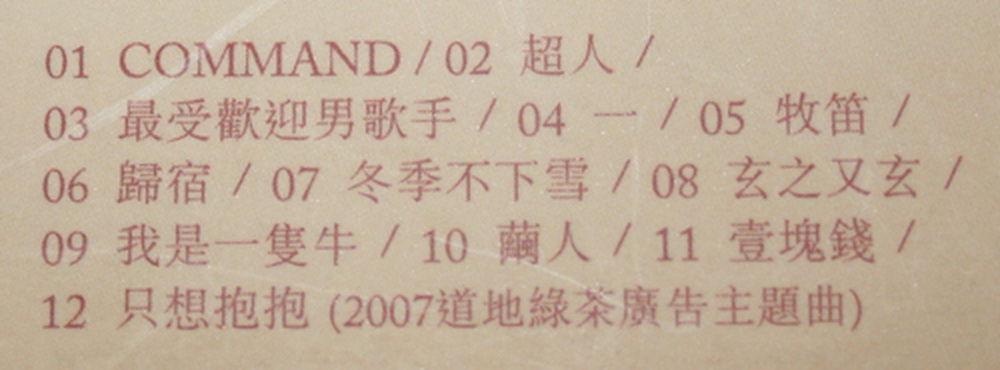 01 COMMAND / 02 超人 /
03 最受歡迎男歌手 / 04 一 / 05 牧笛 /
06 歸宿 / 07 冬季不下雪 / 08 玄之又玄 /
09 我是一隻牛 / 10 繭人 / 11 壹塊錢 /
12 只想抱抱 (2007道地綠茶廣告主題曲)